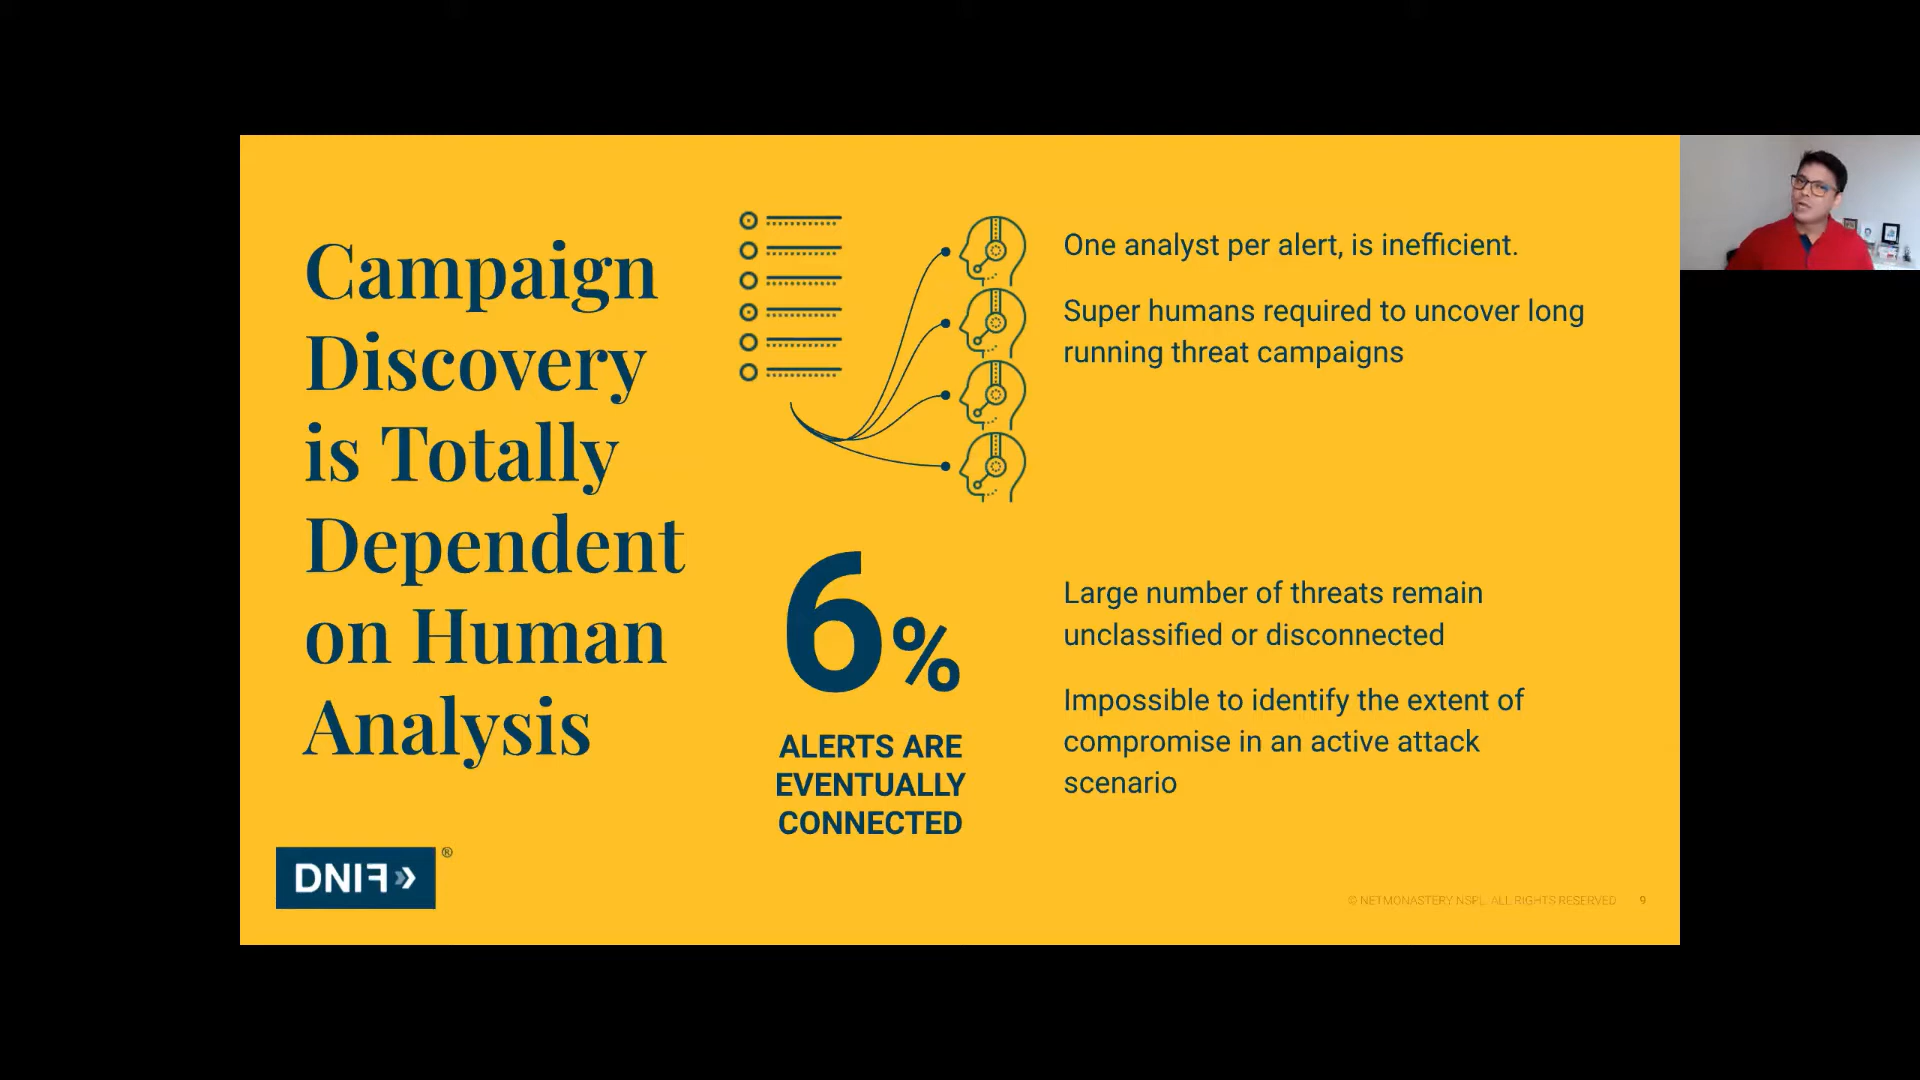 Campaign
Discovery
is Totally
Dependent
on Human
Analysis
One analyst per alert, is inefficient.
Super humans required to uncover long
running threat campaigns
6%
ALERTS ARE
EVENTUALLY
CONNECTED
Large number of threats remain
unclassified or disconnected
Impossible to identify the extent of
compromise in an active attack
scenario
DNIF ®
© NETMONASTERY NSPL. ALL RIGHTS RESERVED 9